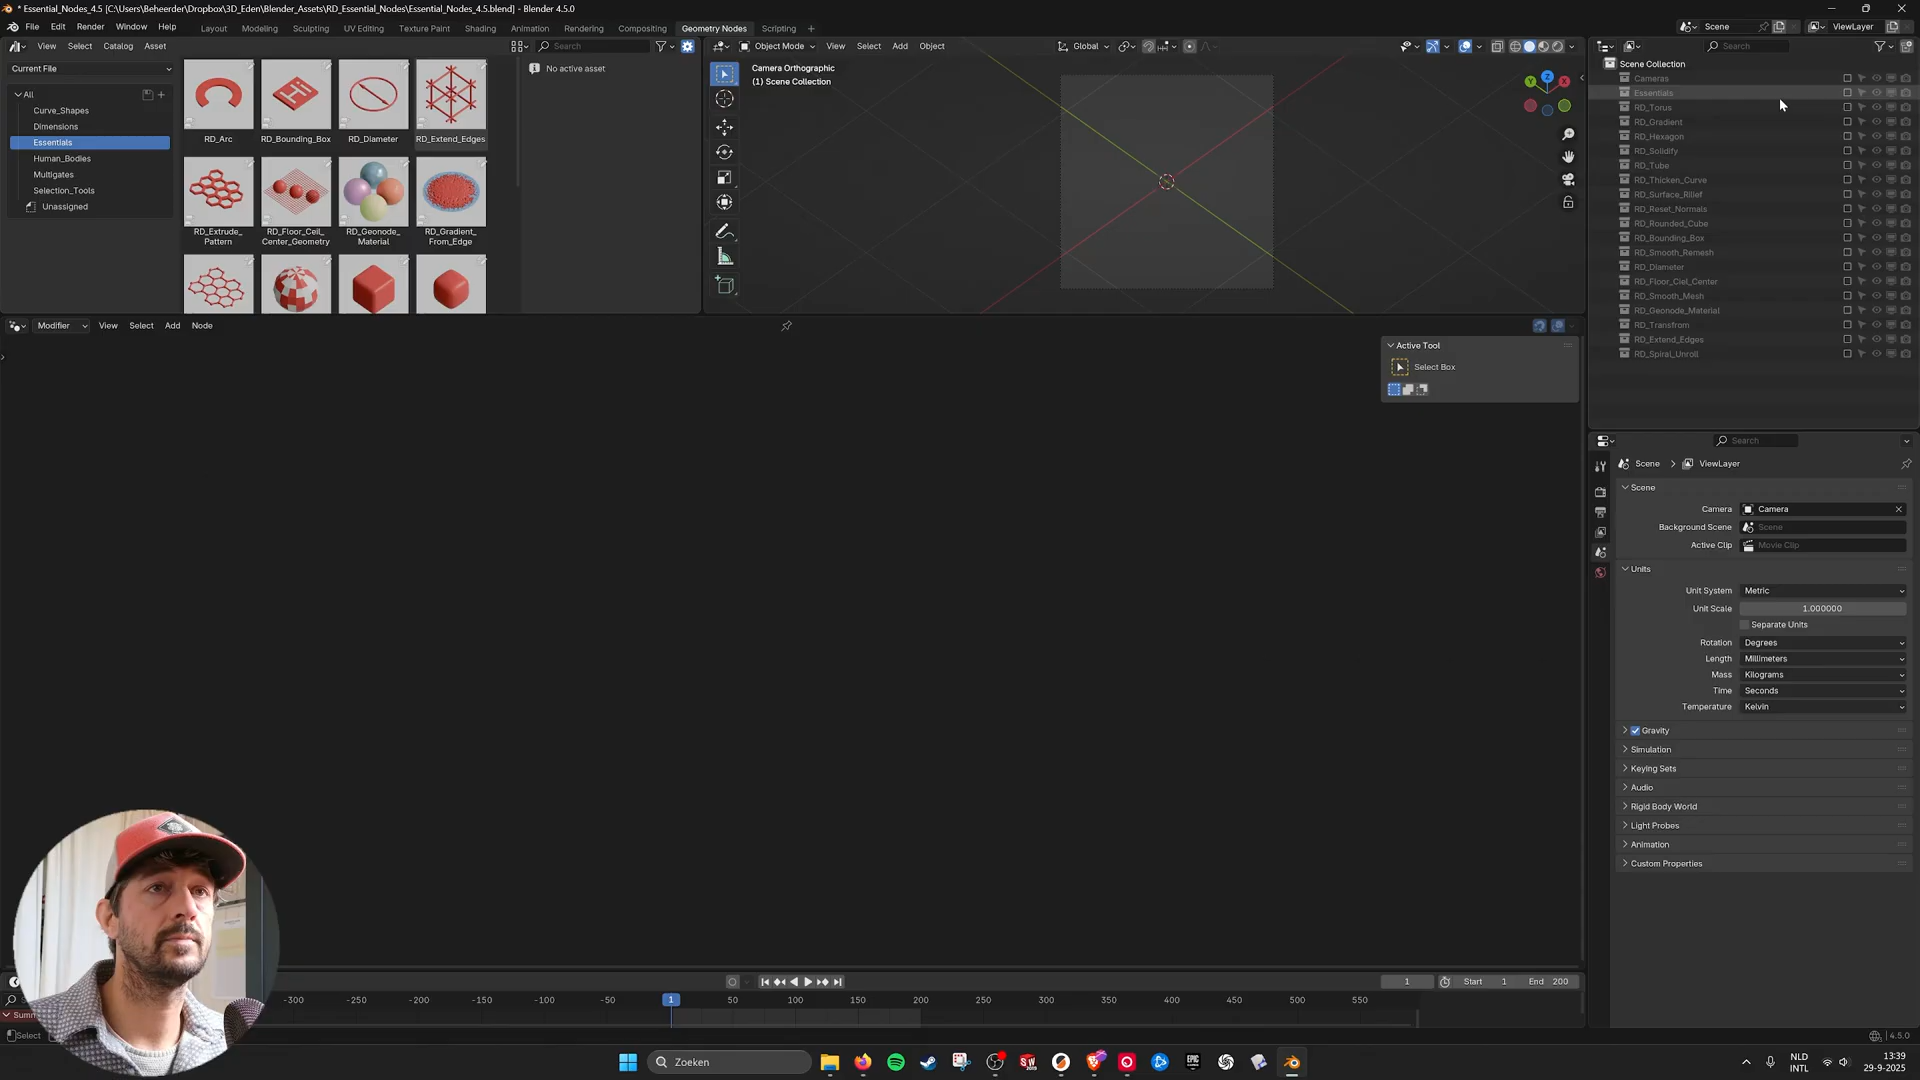 * Essential_Nodes_4.5 [C:\Users\Beheerder\Dropbox\3D_Eden\Blender_Assets\RD_Essential_Nodes\Essential_Nodes_4.5.blend] - Blender 4.5.0
File Edit Render Window Help Layout Modeling Sculpting UV Editing Texture Paint Shading Animation Rendering Compositing Geometry Nodes Scripting + Scene ViewLayer
View Select Catalog Asset Search Object Mode View Select Add Object Global Search
Current File
All
Curve_Shapes
Dimensions
Essentials
Human_Bodies
Multigates
Selection_Tools
Unassigned
RD_Arc RD_Bounding_Box RD_Diameter RD_Extend_Edges
RD_Extrude_Pattern RD_Floor_Ceil_Center_Geometry RD_Geonode_Material RD_Gradient_From_Edge
No active asset
Camera Orthographic
(1) Scene Collection
Z
Y
X
Scene Collection
Cameras
Essentials
RD_Torus
RD_Gradient
RD_Hexagon
RD_Solidify
RD_Tube
RD_Thicken_Curve
RD_Surface_Rilief
RD_Reset_Normals
RD_Rounded_Cube
RD_Bounding_Box
RD_Smooth_Remesh
RD_Diameter
RD_Floor_Ciel_Center
RD_Smooth_Mesh
RD_Geonode_Material
RD_Transfrom
RD_Extend_Edges
RD_Spiral_Unroll
Modifier View Select Add Node
Active Tool
Select Box
Search
Scene > ViewLayer
Scene
Camera Camera
Background Scene Scene
Active Clip Movie Clip
Units
Unit System Metric
Unit Scale 1.000000
Separate Units
Rotation Degrees
Length Millimeters
Mass Kilograms
Time Seconds
Temperature Kelvin
Gravity
Simulation
Keying Sets
Audio
Rigid Body World
Light Probes
Animation
Custom Properties
1 Start 1 End 200
-300 -250 -200 -150 -100 -50 1 50 100 150 200 250 300 350 400 450 500 550
Summ
Select
4.5.0
Zoeken
NLD
INTL
13:39
29-9-2025